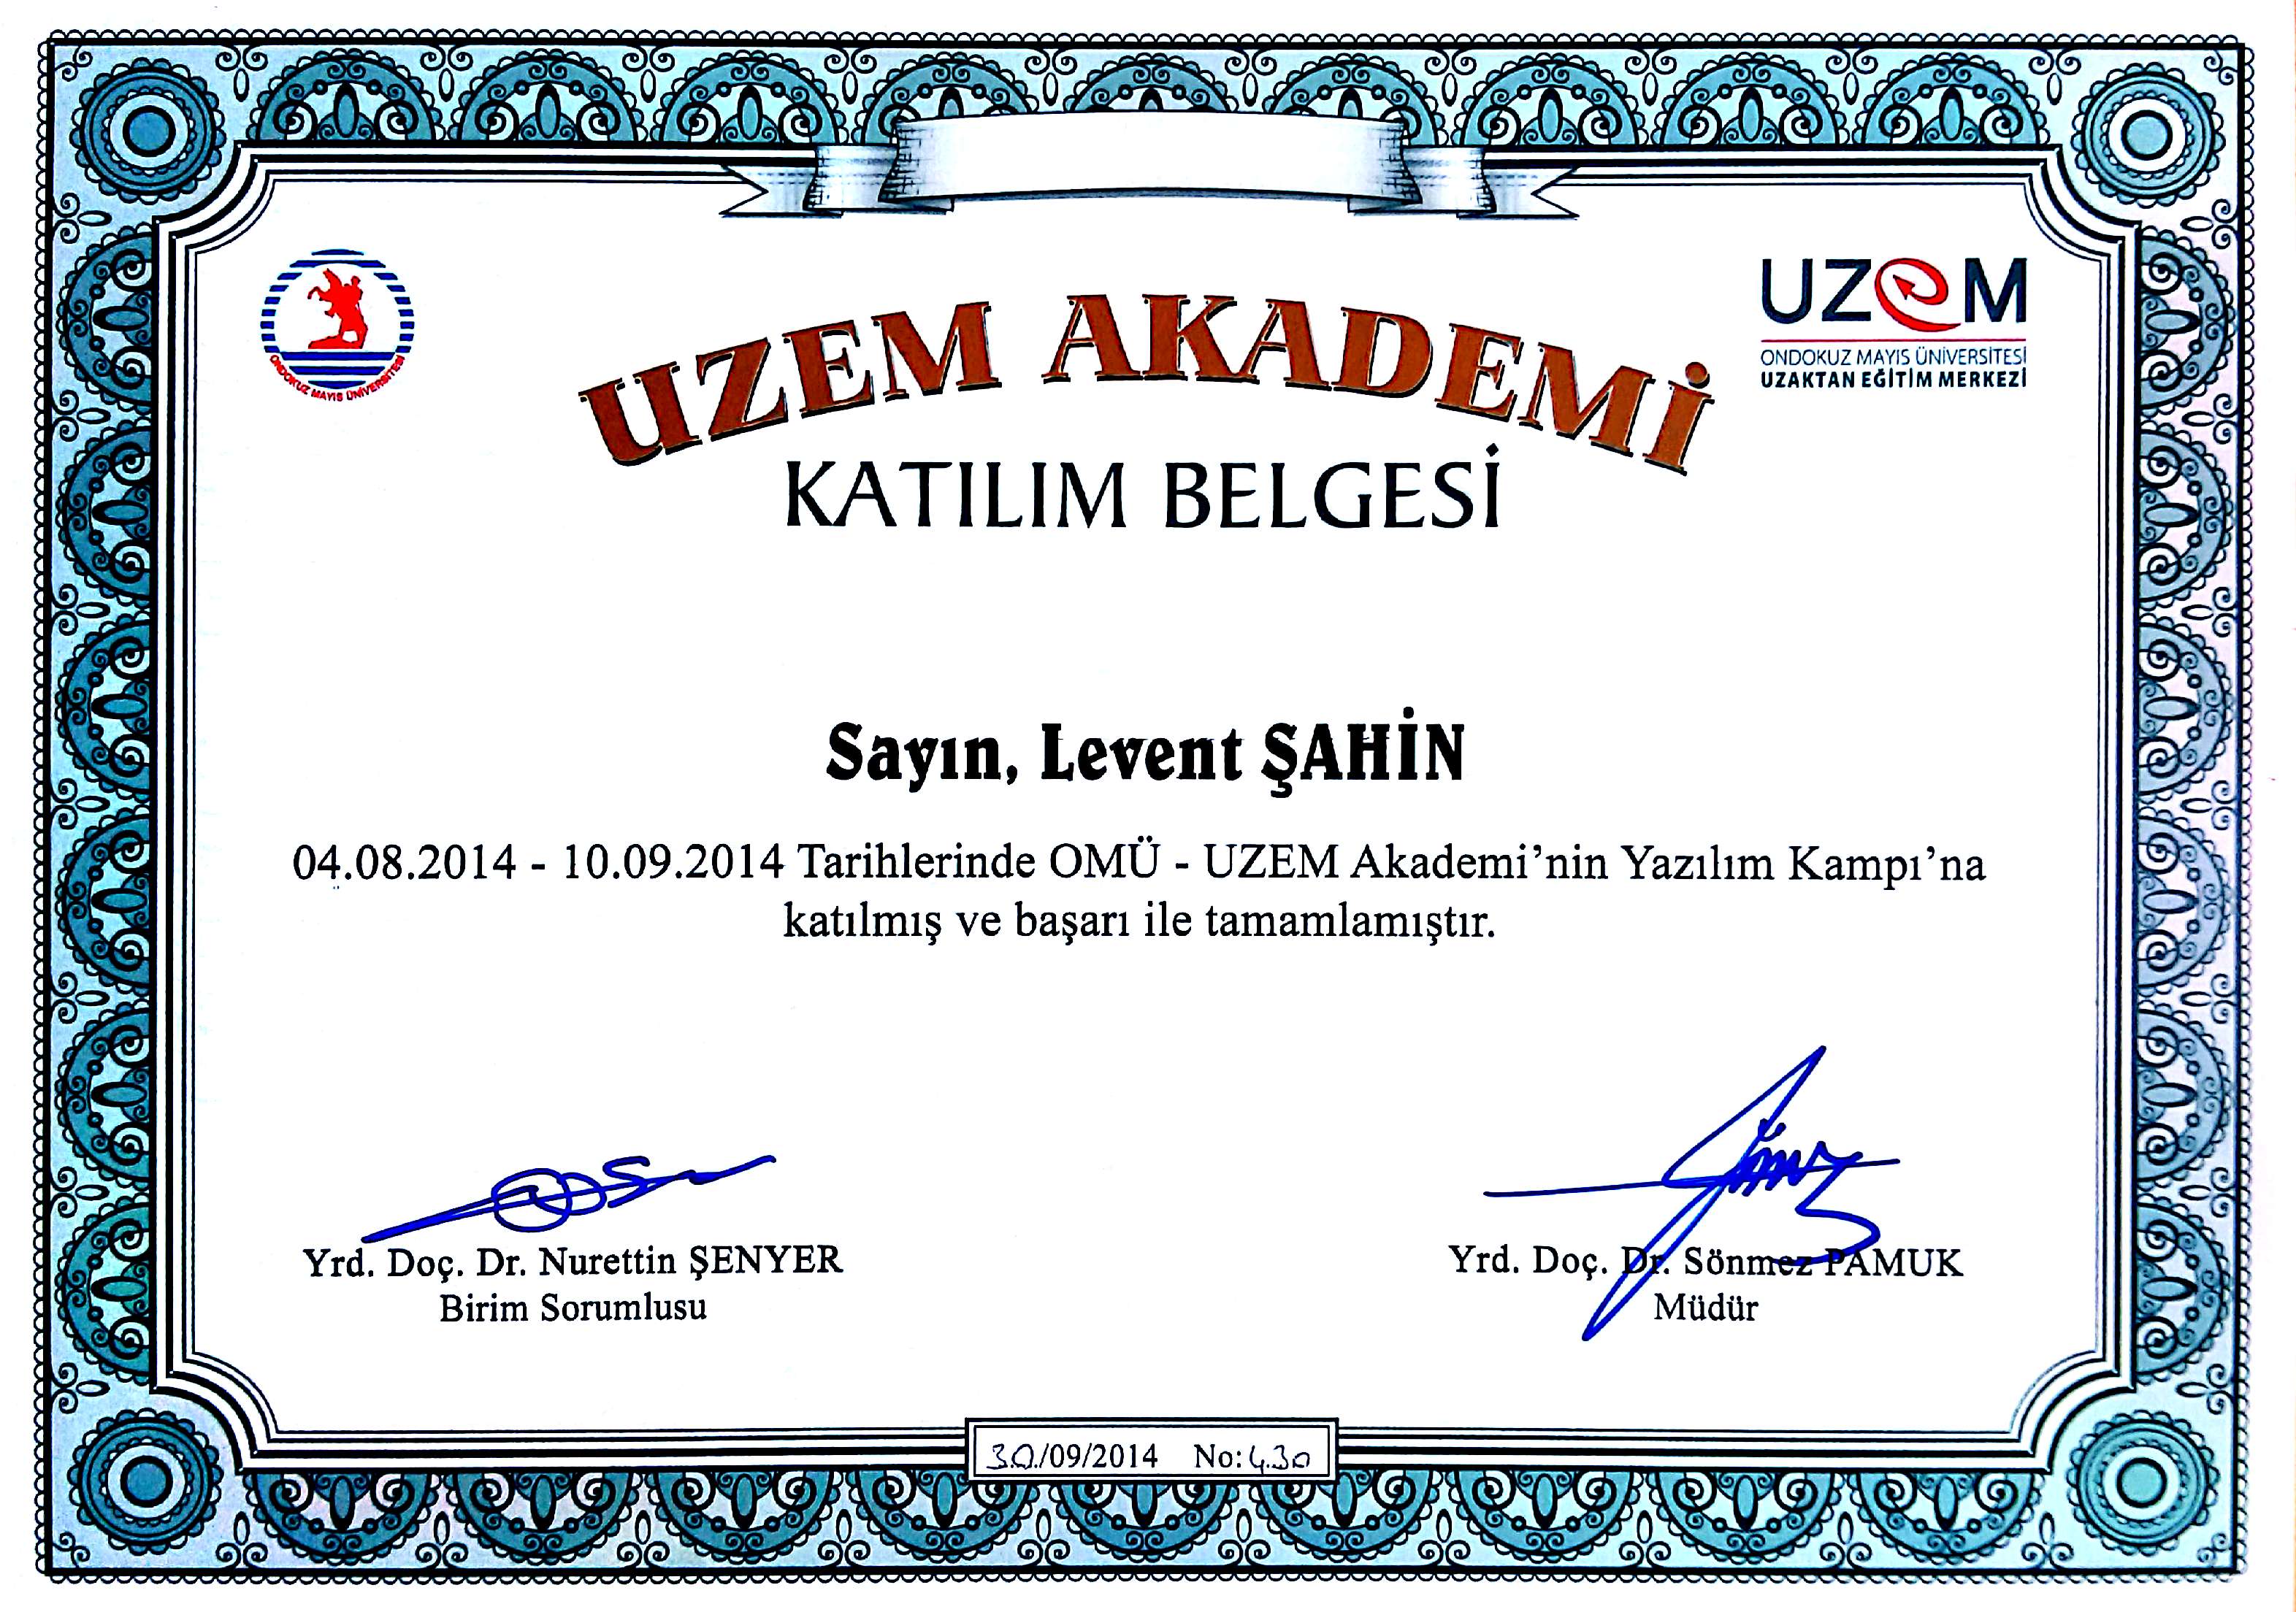 ONDOKUZ MAYIS ÜNİVERSİTESİ
UZEM
ONDOKUZ MAYIS ÜNİVERSİTESİ
UZAKTAN EĞİTİM MERKEZİ
UZEM AKADEMİ
KATILIM BELGESİ
Sayın, Levent ŞAHİN
04.08.2014 - 10.09.2014 Tarihlerinde OMÜ - UZEM Akademi'nin Yazılım Kampı'na
katılmış ve başarı ile tamamlamıştır.
Yrd. Doç. Dr. Nurettin ŞENYER
Birim Sorumlusu
Yrd. Doç. Dr. Sönmez PAMUK
Müdür
30/09/2014 No: 430